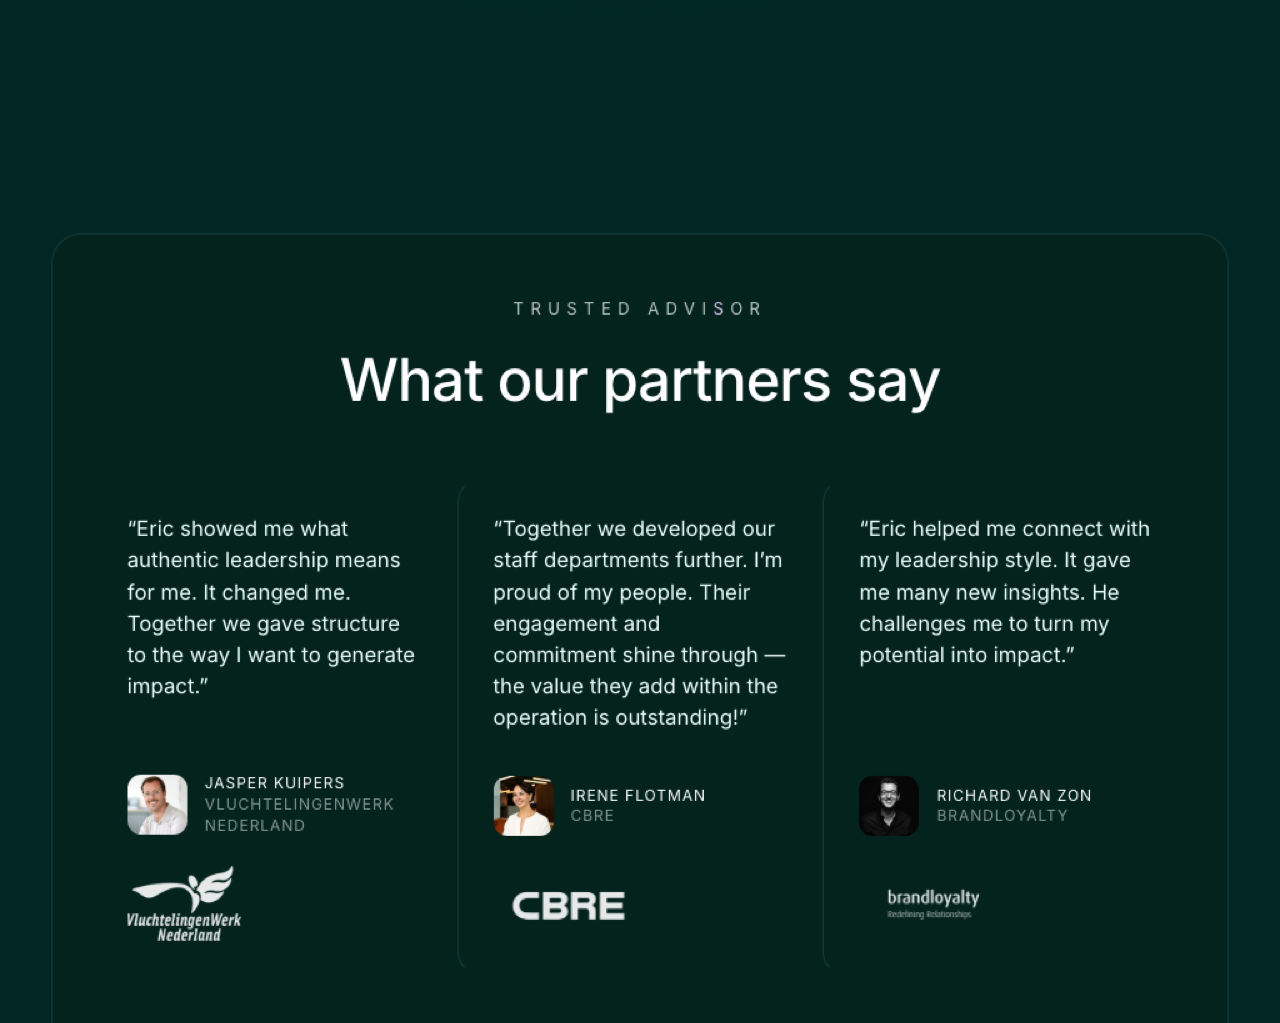 TRUSTED ADVISOR
What our partners say
“Eric showed me what
authentic leadership means
for me. It changed me.
Together we gave structure
to the way I want to generate
impact.”
JASPER KUIPERS
VLUCHTELINGENWERK
NEDERLAND
VluchtelingenWerk
Nederland
“Together we developed our
staff departments further. I’m
proud of my people. Their
engagement and
commitment shine through —
the value they add within the
operation is outstanding!”
IRENE FLOTMAN
CBRE
CBRE
“Eric helped me connect with
my leadership style. It gave
me many new insights. He
challenges me to turn my
potential into impact.”
RICHARD VAN ZON
BRANDLOYALTY
brandloyalty
Redefining Relationships